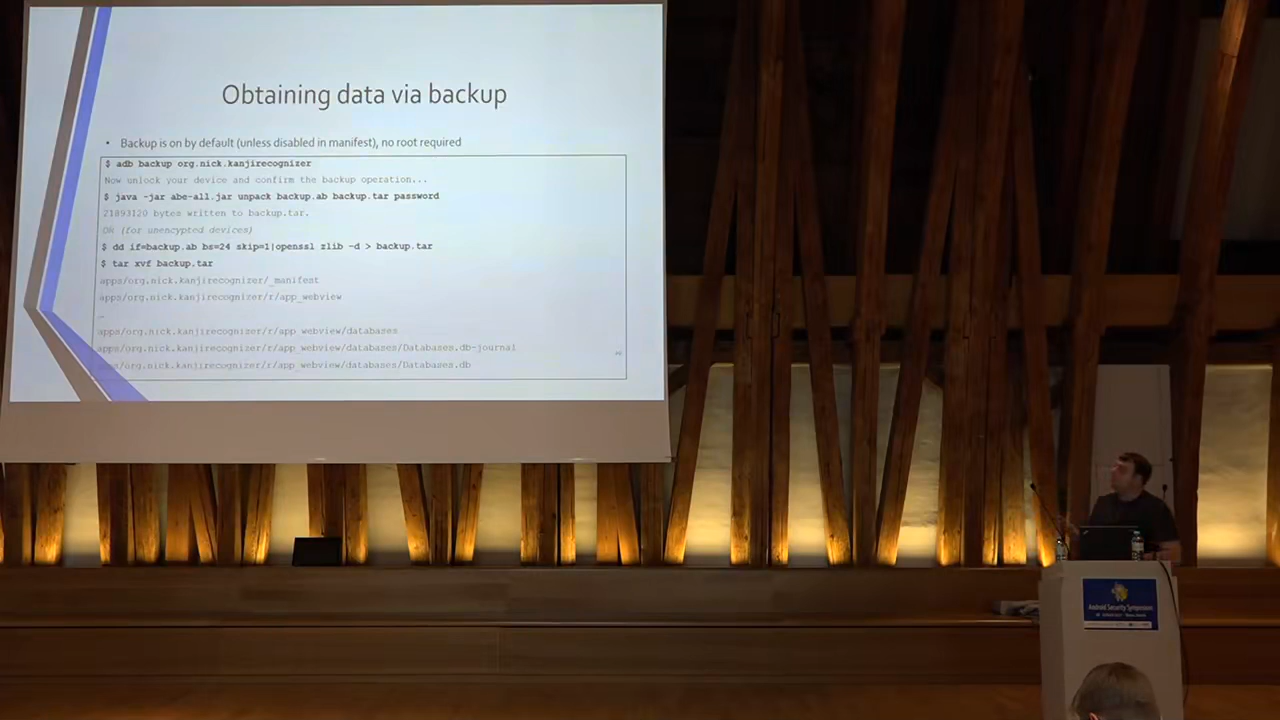 Obtaining data via backup
• Backup is on by default (unless disabled in manifest), no root required
$ adb backup org.nick.kanjirecognizer
Now unlock your device and confirm the backup operation...
$ java -jar abe-all.jar unpack backup.ab backup.tar password
21893120 bytes written to backup.tar.
OR (for unencypted devices)
$ dd if=backup.ab bs=24 skip=1|openssl zlib -d > backup.tar
$ tar xvf backup.tar
apps/org.nick.kanjirecognizer/_manifest
apps/org.nick.kanjirecognizer/r/app_webview
…
apps/org.nick.kanjirecognizer/r/app_webview/databases
apps/org.nick.kanjirecognizer/r/app_webview/databases/Databases.db-journal
apps/org.nick.kanjirecognizer/r/app_webview/databases/Databases.db
Android Security Symposium